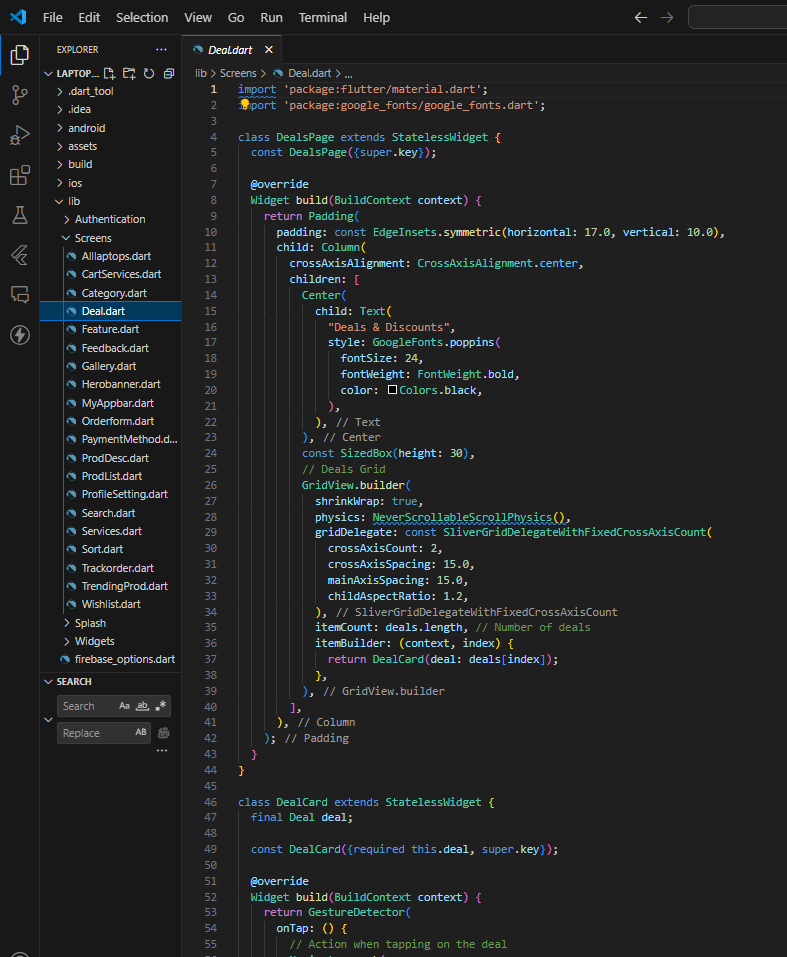 File Edit Selection View Go Run Terminal Help
EXPLORER ...
LAPTOP...
.dart_tool
.idea
android
assets
build
ios
lib
Authentication
Screens
Alllaptops.dart
CartServices.dart
Category.dart
Deal.dart
Feature.dart
Feedback.dart
Gallery.dart
Herobanner.dart
MyAppbar.dart
Orderform.dart
PaymentMethod.d...
ProdDesc.dart
ProdList.dart
ProfileSetting.dart
Search.dart
Services.dart
Sort.dart
Trackorder.dart
TrendingProd.dart
Wishlist.dart
Splash
Widgets
firebase_options.dart
SEARCH
Search Aa ab .*
Replace AB
...
Deal.dart
lib > Screens > Deal.dart > ...
1 import 'package:flutter/material.dart';
2 import 'package:google_fonts/google_fonts.dart';
3
4 class DealsPage extends StatelessWidget {
5 const DealsPage({super.key});
6
7 @override
8 Widget build(BuildContext context) {
9 return Padding(
10 padding: const EdgeInsets.symmetric(horizontal: 17.0, vertical: 10.0),
11 child: Column(
12 crossAxisAlignment: CrossAxisAlignment.center,
13 children: [
14 Center(
15 child: Text(
16 "Deals & Discounts",
17 style: GoogleFonts.poppins(
18 fontSize: 24,
19 fontWeight: FontWeight.bold,
20 color: Colors.black,
21 ),
22 ), // Text
23 ), // Center
24 const SizedBox(height: 30),
25 // Deals Grid
26 GridView.builder(
27 shrinkWrap: true,
28 physics: NeverScrollableScrollPhysics(),
29 gridDelegate: const SliverGridDelegateWithFixedCrossAxisCount(
30 crossAxisCount: 2,
31 crossAxisSpacing: 15.0,
32 mainAxisSpacing: 15.0,
33 childAspectRatio: 1.2,
34 ), // SliverGridDelegateWithFixedCrossAxisCount
35 itemCount: deals.length, // Number of deals
36 itemBuilder: (context, index) {
37 return DealCard(deal: deals[index]);
38 },
39 ), // GridView.builder
40 ],
41 ), // Column
42 ); // Padding
43 }
44 }
45
46 class DealCard extends StatelessWidget {
47 final Deal deal;
48
49 const DealCard({required this.deal, super.key});
50
51 @override
52 Widget build(BuildContext context) {
53 return GestureDetector(
54 onTap: () {
55 // Action when tapping on the deal